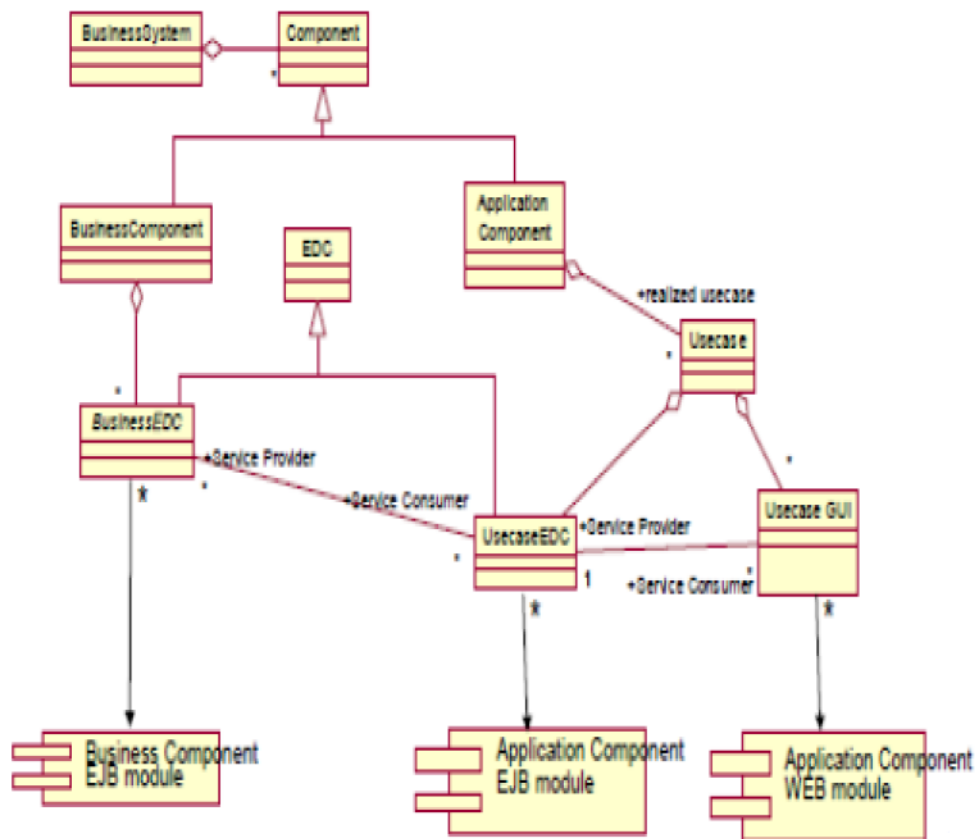 BusinessSystem
Component
*
BusinessComponent
Application
Component
EDC
+realized usecase
Usecase
*
*
BusinessEDC
+Service Provider
*
*
+Service Consumer
*
UsecaseEDC
+Service Provider
Usecase GUI
*
1
+Service Consumer
*
*
*
Business Component
EJB module
Application Component
EJB module
Application Component
WEB module